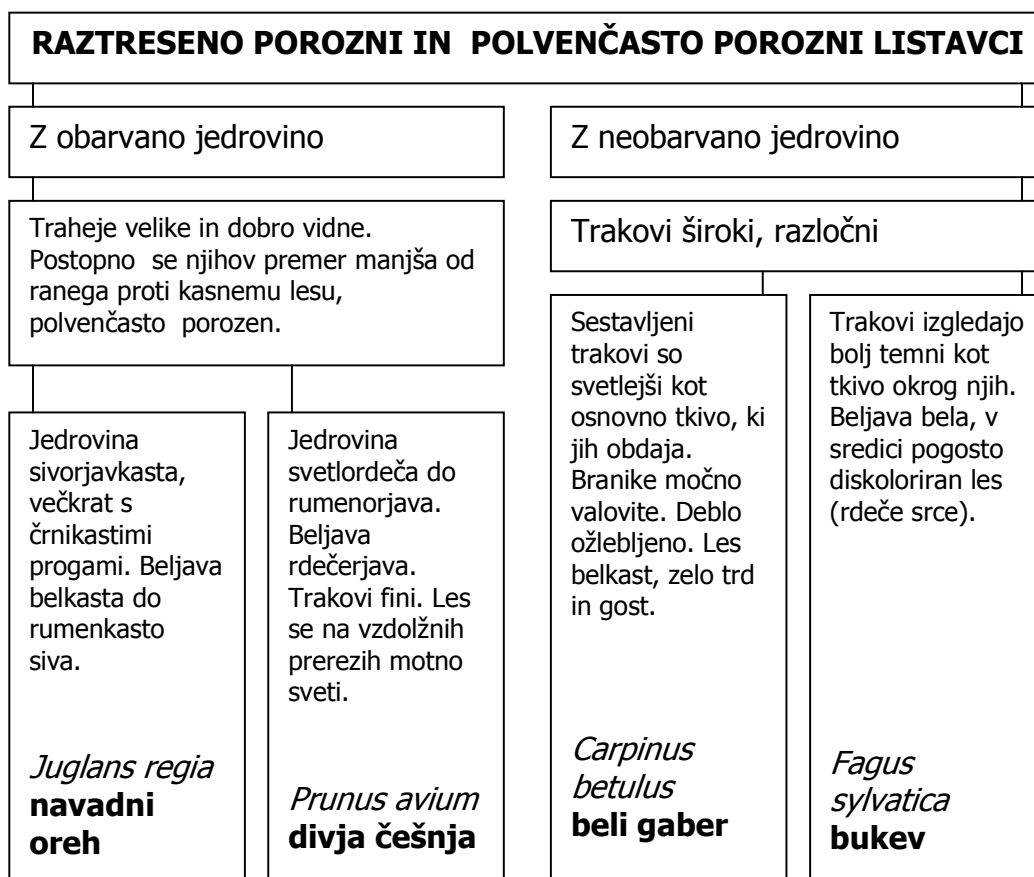 RAZTRESENO POROZNI IN POLVENČASTO POROZNI LISTAVCI
Z obarvano jedrovino
Traheje velike in dobro vidne.
Postopno se njihov premer manjša od
ranega proti kasnemu lesu,
polvenčasto porozen.
Jedrovina
sivorjavkasta,
večkrat s
črnikastimi
progami. Beljava
belkasta do
rumenkasto
siva.
Juglans regia
navadni
oreh
Jedrovina
svetlordeča do
rumenorjava.
Beljava
rdečerjava.
Trakovi fini. Les
se na vzdolžnih
prerezih motno
sveti.
Prunus avium
divja češnja
Z neobarvano jedrovino
Trakovi široki, razločni
Sestavljeni
trakovi so
svetlejši kot
osnovno tkivo, ki
jih obdaja.
Branike močno
valovite. Deblo
ožlebljeno. Les
belkast, zelo trd
in gost.
Carpinus
betulus
beli gaber
Trakovi izgledajo
bolj temni kot
tkivo okrog njih.
Beljava bela, v
sredici pogosto
diskoloriran les
(rdeče srce).
Fagus
sylvatica
bukev